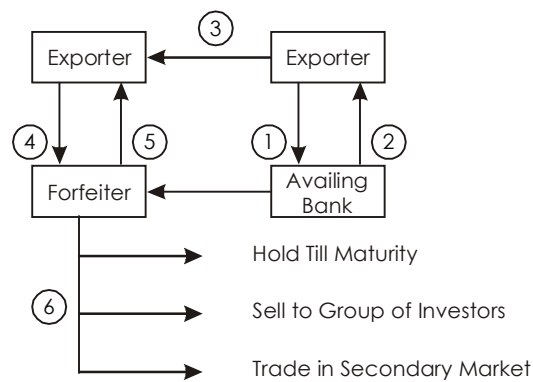 3
Exporter
Exporter
4
5
1
2
Forfeiter
Availing
Bank
Hold Till Maturity
6
Sell to Group of Investors
Trade in Secondary Market